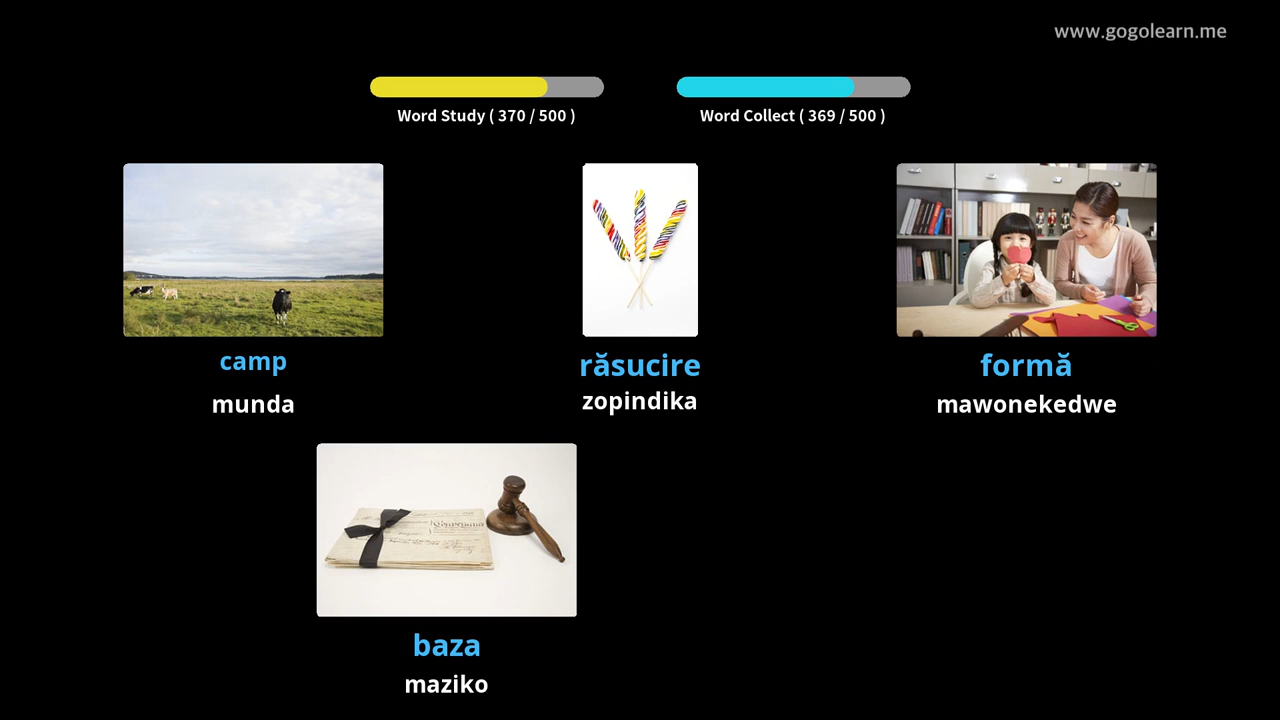 www.gogolearn.me
Word Study ( 370 / 500 )
Word Collect ( 369 / 500 )
camp
munda
răsucire
zopindika
formă
mawonekedwe
baza
maziko